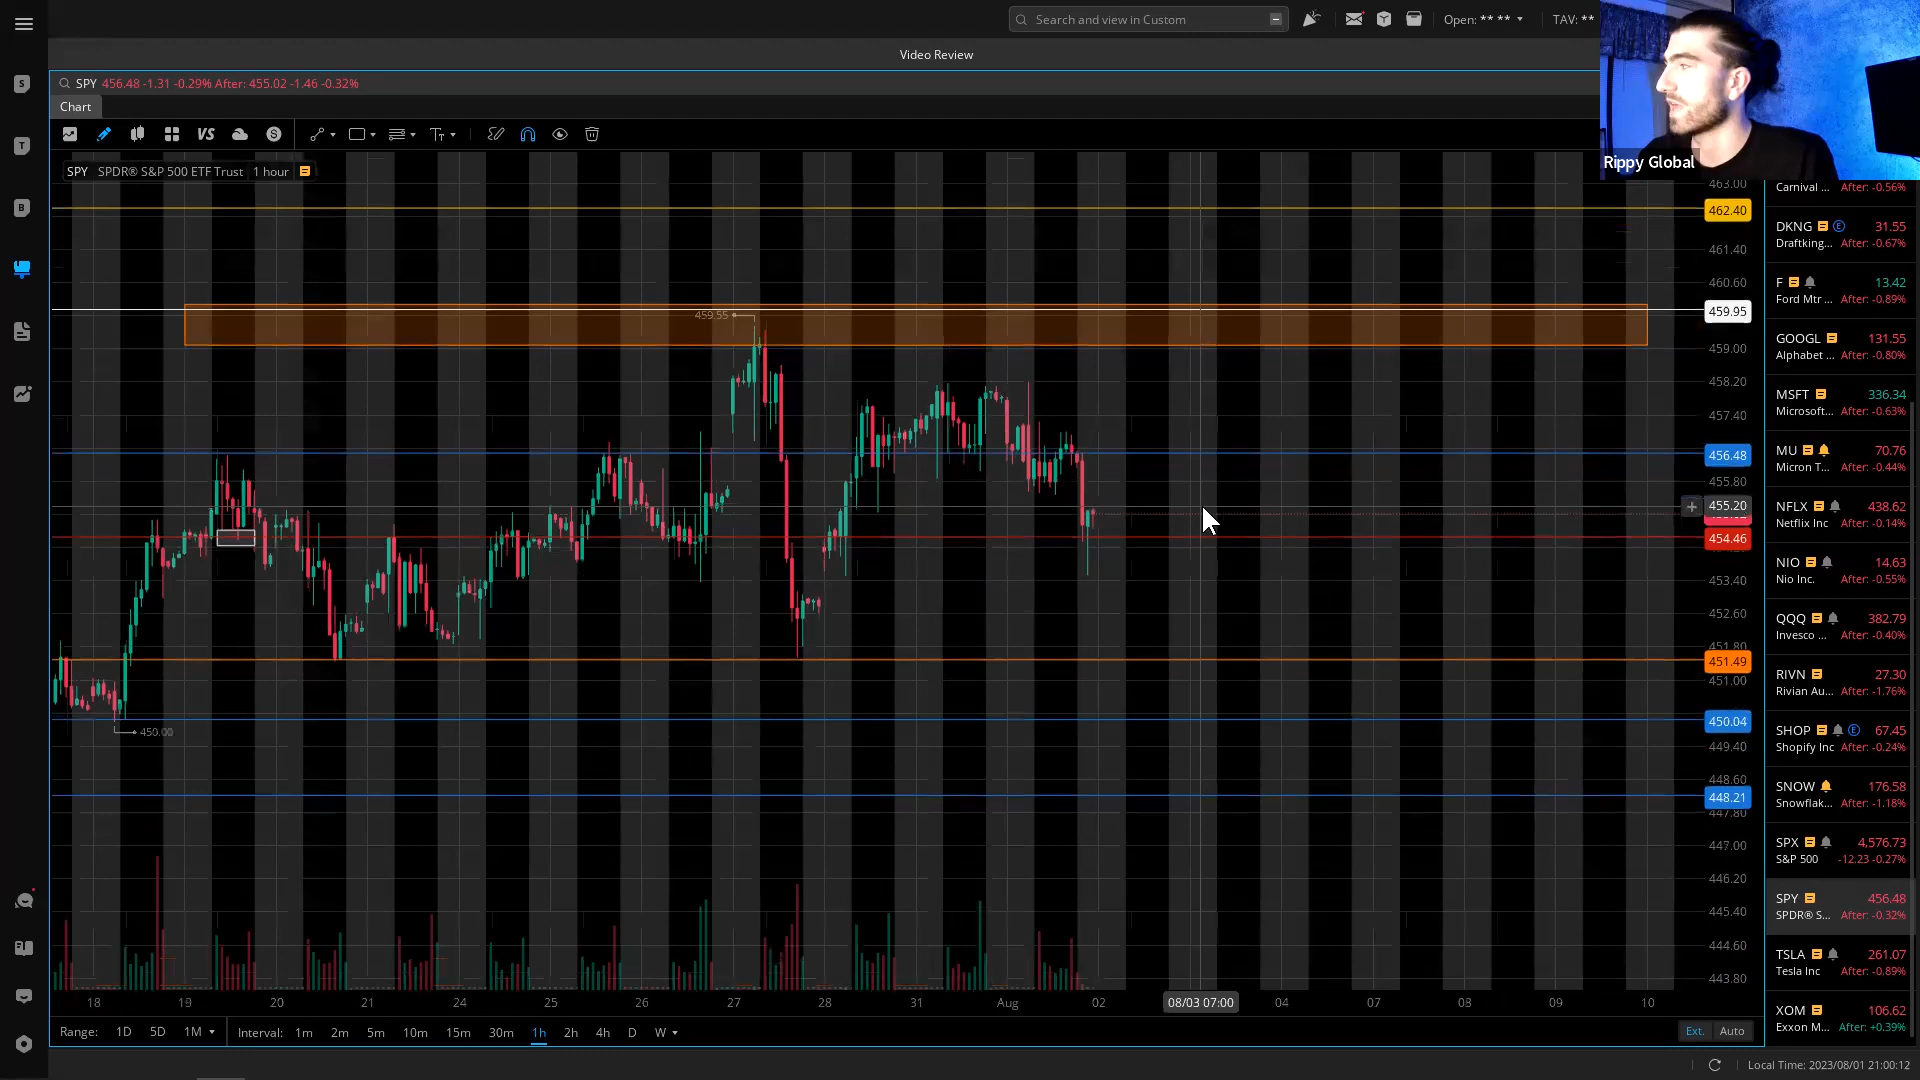 Search and view in Custom
Open: ** **
TAV: **
Video Review
SPY 456.48 -1.31 -0.29% After: 455.02 -1.46 -0.32%
Chart
VS
SPY SPDR® S&P 500 ETF Trust 1 hour
Rippy Global
463.00
462.40
461.40
460.60
459.95
459.55
459.00
458.20
457.40
456.48
455.80
455.20
454.46
453.40
452.60
451.80
451.49
451.00
450.04
450.00
449.40
448.60
448.21
447.80
447.00
446.20
445.40
444.60
443.80
18 19 20 21 24 25 26 27 28 31 Aug 02 08/03 07:00 04 07 08 09 10
Range: 1D 5D 1M Interval: 1m 2m 5m 10m 15m 30m 1h 2h 4h D W
Ext. Auto
Carnival ... After: -0.56%
DKNG E 31.55
Draftking... After: -0.67%
F 13.42
Ford Mtr ... After: -0.89%
GOOGL 131.55
Alphabet ... After: -0.80%
MSFT 336.34
Microsoft... After: -0.63%
MU 70.76
Micron T... After: -0.44%
NFLX 438.62
Netflix Inc After: -0.14%
NIO 14.63
Nio Inc. After: -0.55%
QQQ 382.79
Invesco ... After: -0.40%
RIVN 27.30
Rivian Au... After: -1.76%
SHOP E 67.45
Shopify Inc After: -0.24%
SNOW 176.58
Snowflak... After: -1.18%
SPX 4,576.73
S&P 500 -12.23 -0.27%
SPY 456.48
SPDR® S... After: -0.32%
TSLA 261.07
Tesla Inc After: -0.89%
XOM 106.62
Exxon M... After: +0.39%
Local Time: 2023/08/01 21:00:12